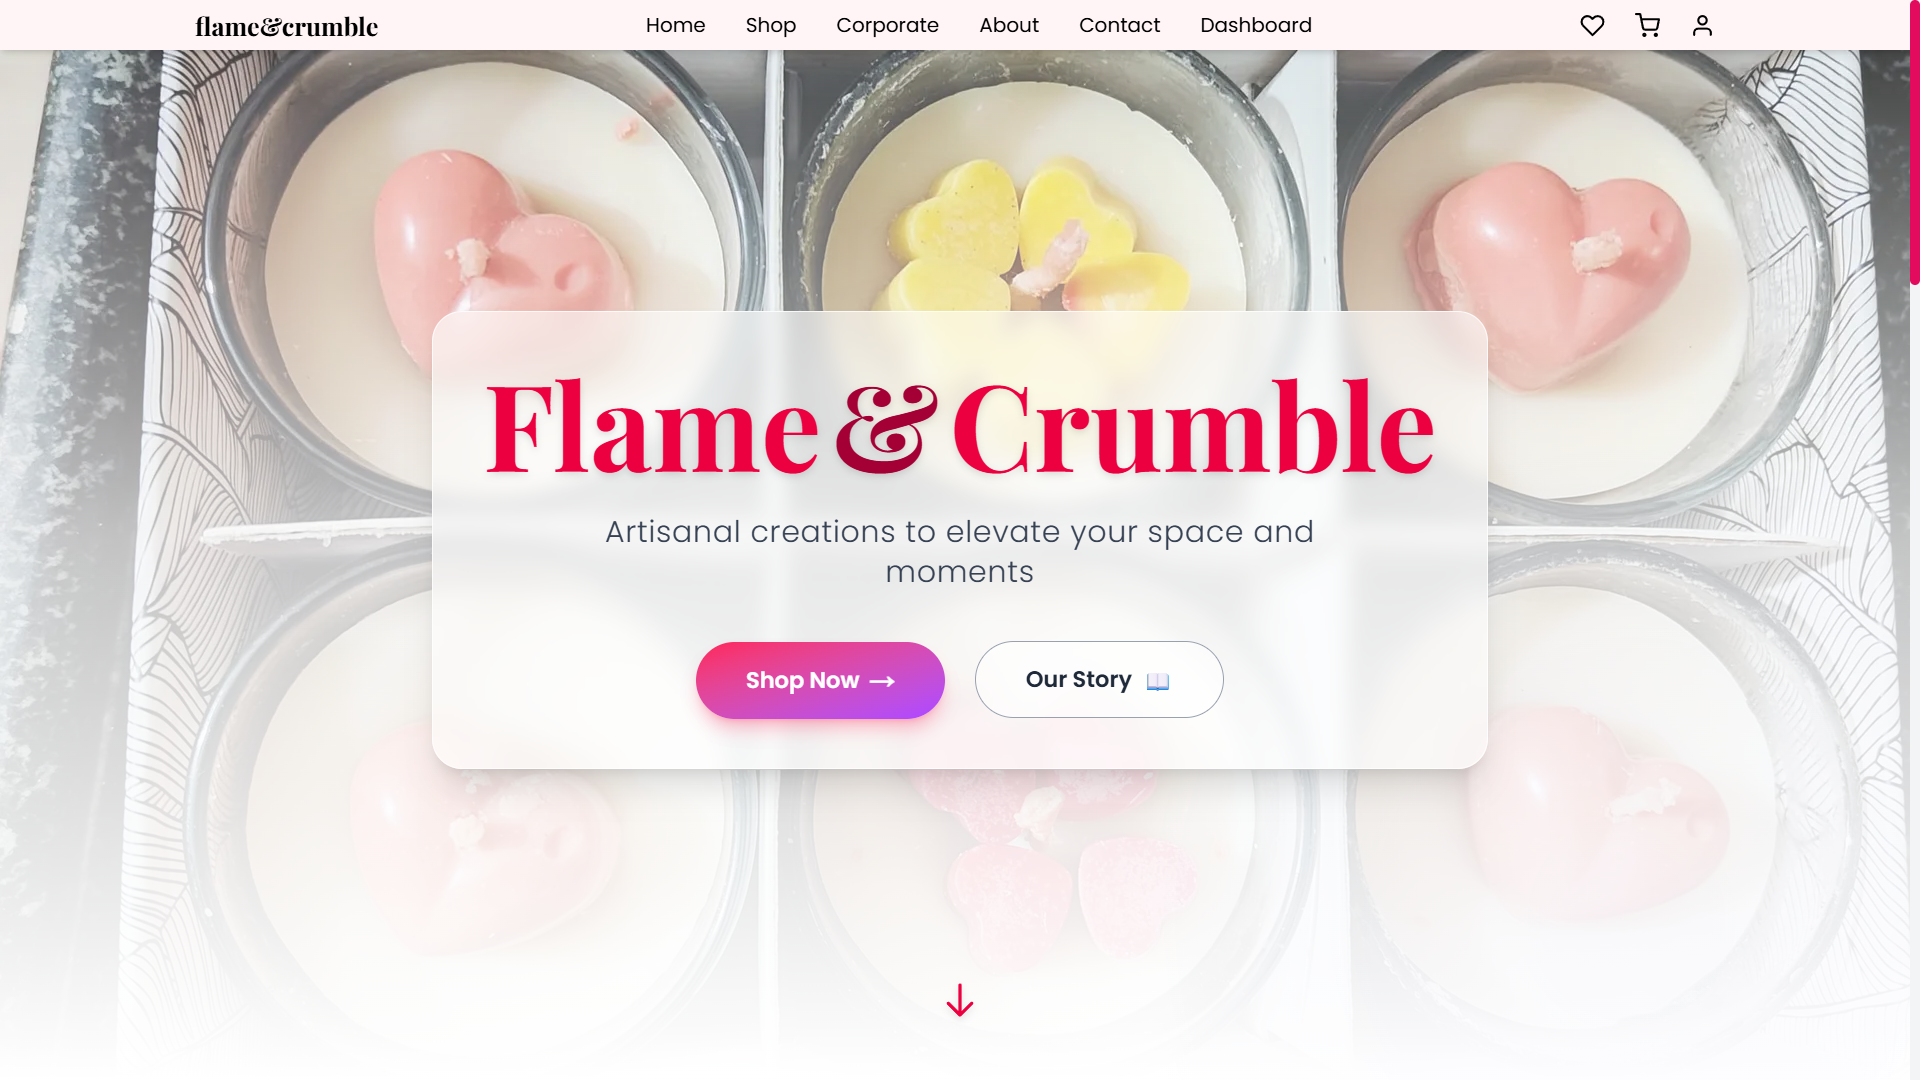 flame&crumble
Home Shop Corporate About Contact Dashboard
Flame & Crumble
Artisanal creations to elevate your space and
moments
Shop Now →
Our Story 📖